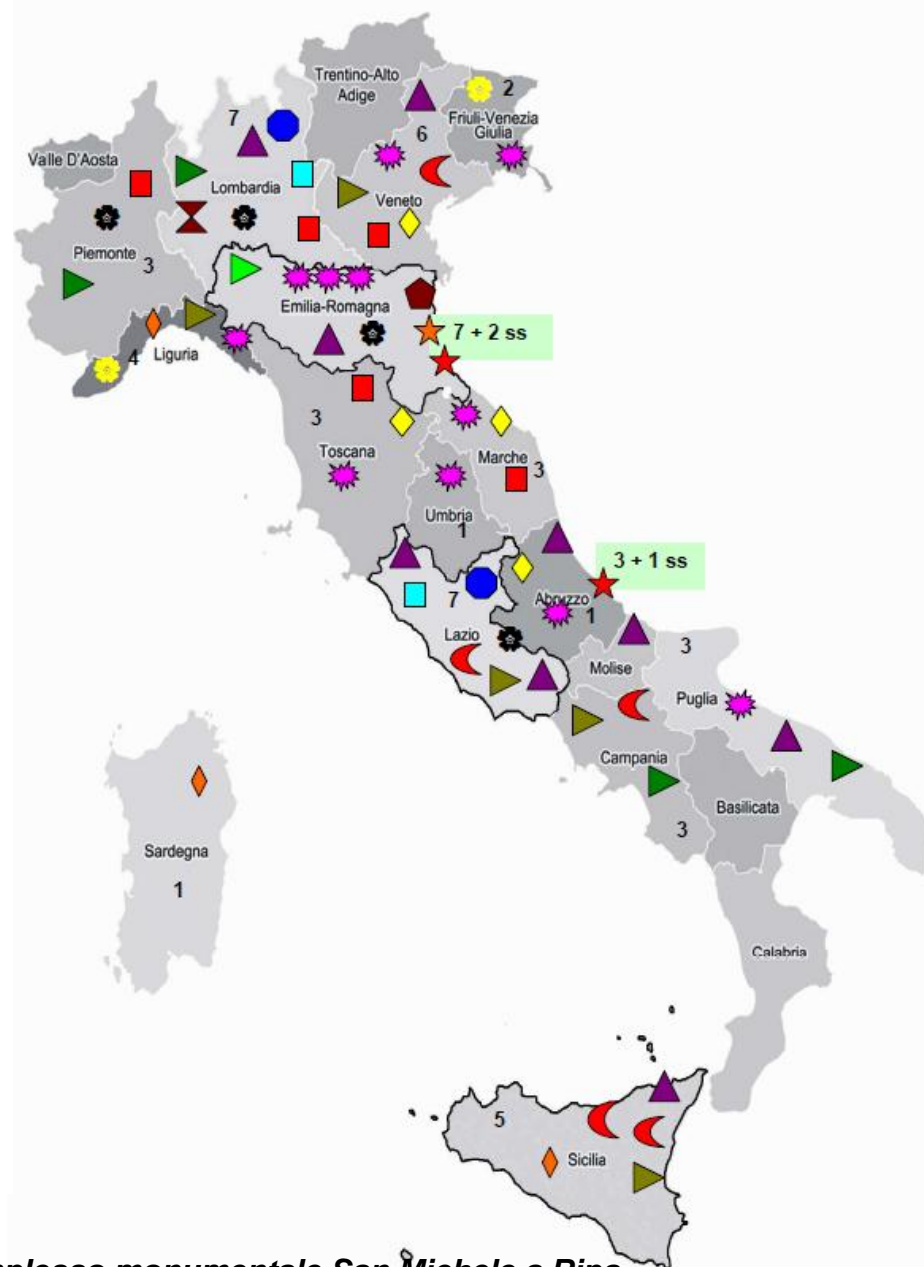 Trentino-Alto
Adige
2
Friuli-Venezia
Giulia
7
6
Valle D'Aosta
Lombardia
Veneto
Piemonte
3
Emilia-Romagna
7 + 2 ss
4
Liguria
3
Toscana
Marche
3
Umbria
1
3 + 1 ss
7
Abruzzo
1
Lazio
3
Molise
Puglia
Campania
Basilicata
3
Sardegna
1
Calabria
5
Sicilia
monumentale San Michele a Ripa